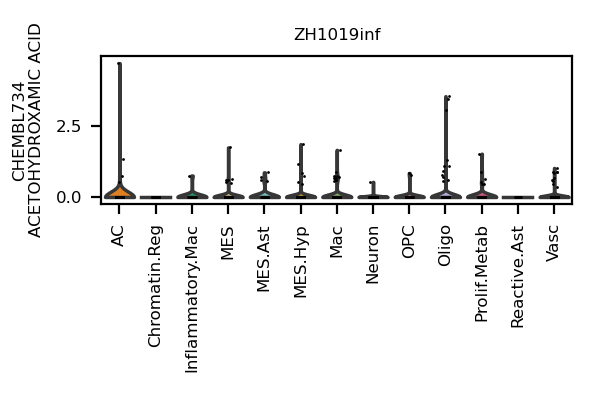 ZH1019inf
CHEMBL734
ACETOHYDROXAMIC ACID
2.5
0.0
AC
Chromatin.Reg
Inflammatory.Mac
MES
MES.Ast
MES.Hyp
Mac
Neuron
OPC
Oligo
Prolif.Metab
Reactive.Ast
Vasc